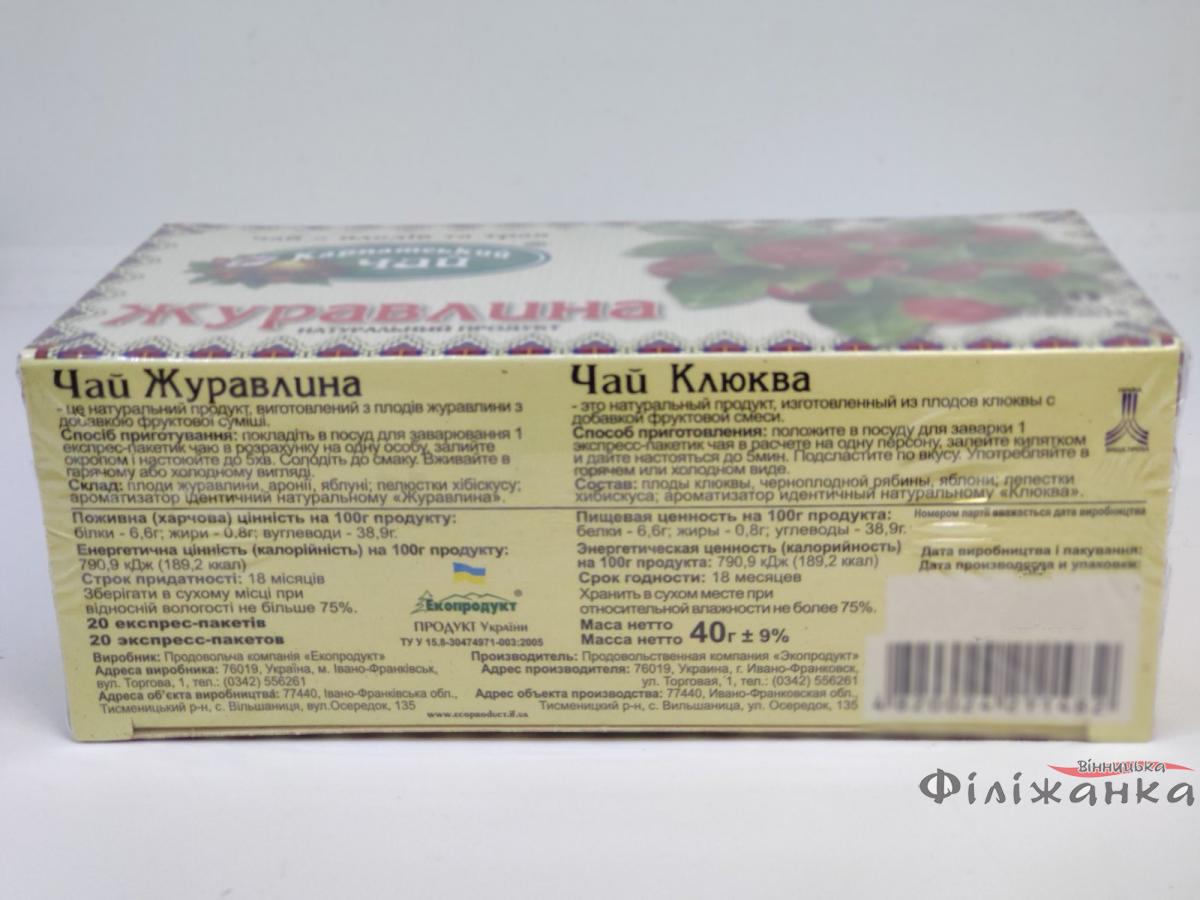 Чай з плодів та трав
Карпатський
чай
®
ЖУРАВЛИНА
НАТУРАЛЬНИЙ ПРОДУКТ
Чай Журавлина
- це натуральний продукт, виготовлений з плодів журавлини з
добавкою фруктової суміші.
Спосіб приготування: покладіть в посуд для заварювання 1
експрес-пакетик чаю в розрахунку на одну особу, залийте
окропом і настоюйте до 5хв. Солодіть до смаку. Вживайте в
гарячому або холодному вигляді.
Склад: плоди журавлини, аронії, яблуні; пелюстки хібіскусу;
ароматизатор ідентичний натуральному «Журавлина».
Поживна (харчова) цінність на 100г продукту:
білки - 6,6г; жири - 0,8г; вуглеводи - 38,9г.
Енергетична цінність (калорійність) на 100г продукту:
790,9 кДж (189,2 ккал)
Строк придатності: 18 місяців
Зберігати в сухому місці при
відносній вологості не більше 75%.
20 експрес-пакетів
20 экспресс-пакетов
Екопродукт®
ПРОДУКТ України
ТУ У 15.8-30474971-003:2005
Виробник: Продовольча компанія «Екопродукт»
Адреса виробника: 76019, Україна, м. Івано-Франківськ,
вул. Торгова, 1, тел.: (0342) 556261
Адреса об'єкта виробництва: 77440, Івано-Франківська обл.,
Тисменицький р-н, с. Вільшаниця, вул.Осередок, 135
www.ecoproduct.if.ua
Чай Клюква
- это натуральный продукт, изготовленный из плодов клюквы с
добавкой фруктовой смеси.
Способ приготовления: положите в посуду для заварки 1
экспресс-пакетик чая в расчете на одну персону, залейте кипятком
и дайте настояться до 5мин. Подсластите по вкусу. Употребляйте в
горячем или холодном виде.
Состав: плоды клюквы, черноплодной рябины, яблони; лепестки
хибискуса; ароматизатор идентичный натуральному «Клюква».
Пищевая ценность на 100г продукта:
белки - 6,6г; жиры - 0,8г; углеводы - 38,9г.
Энергетическая ценность (калорийность)
на 100г продукта: 790,9 кДж (189,2 ккал)
Срок годности: 18 месяцев
Хранить в сухом месте при
относительной влажности не более 75%.
Маса нетто
Масса нетто 40г ± 9%
Производитель: Продовольственная компания «Экопродукт»
Адрес производителя: 76019, Украина, г. Ивано-Франковск,
ул. Торговая, 1, тел.: (0342) 556261
Адрес объекта производства: 77440, Ивано-Франковская обл.,
Тисменицкий р-н, с. Вильшаница, ул. Осередок, 135
Номером партії вважається дата виробництва
Дата виробництва і пакування:
Дата производства и упаковки:
4820024211482
Вінницька
Філіжанка